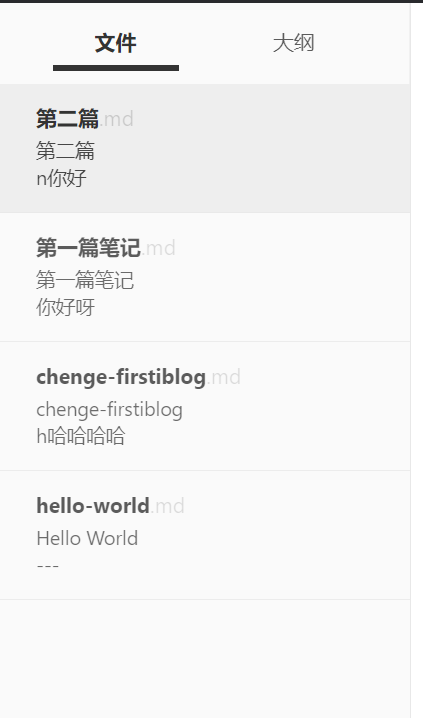 文件 大纲
第二篇.md
第二篇
n你好
第一篇笔记.md
第一篇笔记
你好呀
chenge-firstiblog.md
chenge-firstiblog
h哈哈哈哈
hello-world.md
Hello World
---